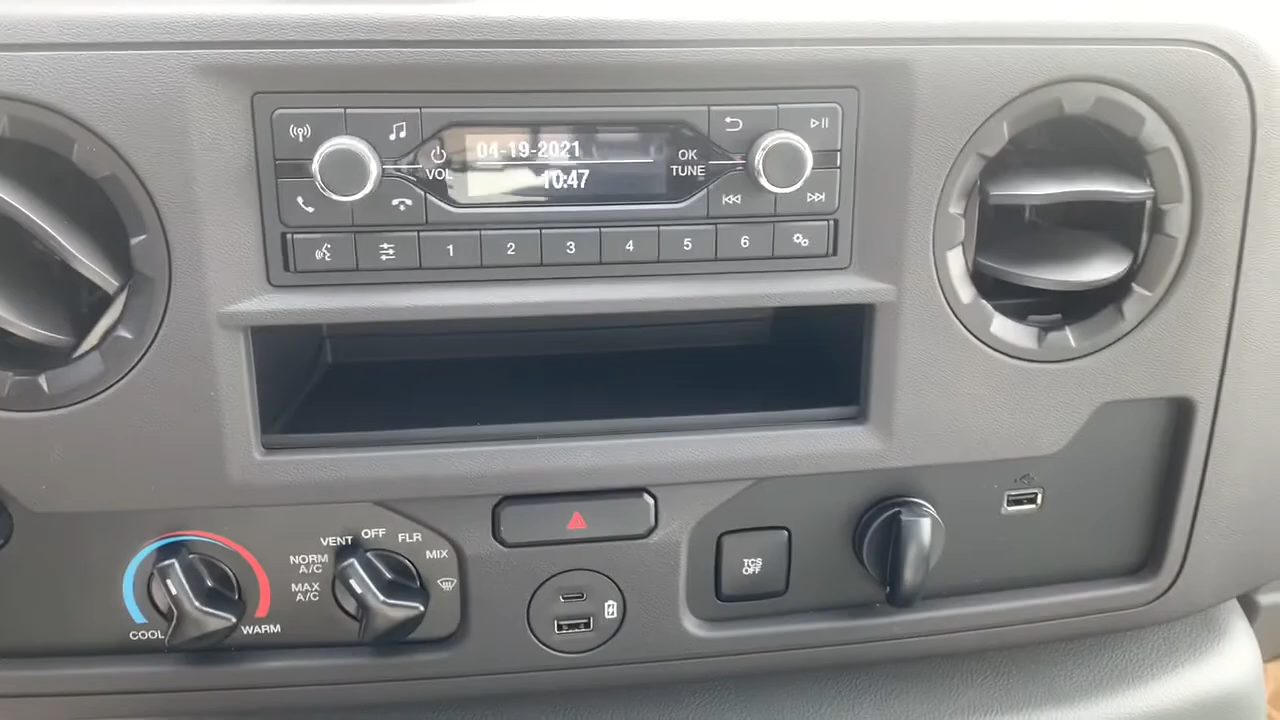 04-19-2021
10:47
VOL
OK
TUNE
1 2 3 4 5 6
VENT OFF FLR
MIX
NORM
A/C
MAX
A/C
COOL WARM
TCS
OFF